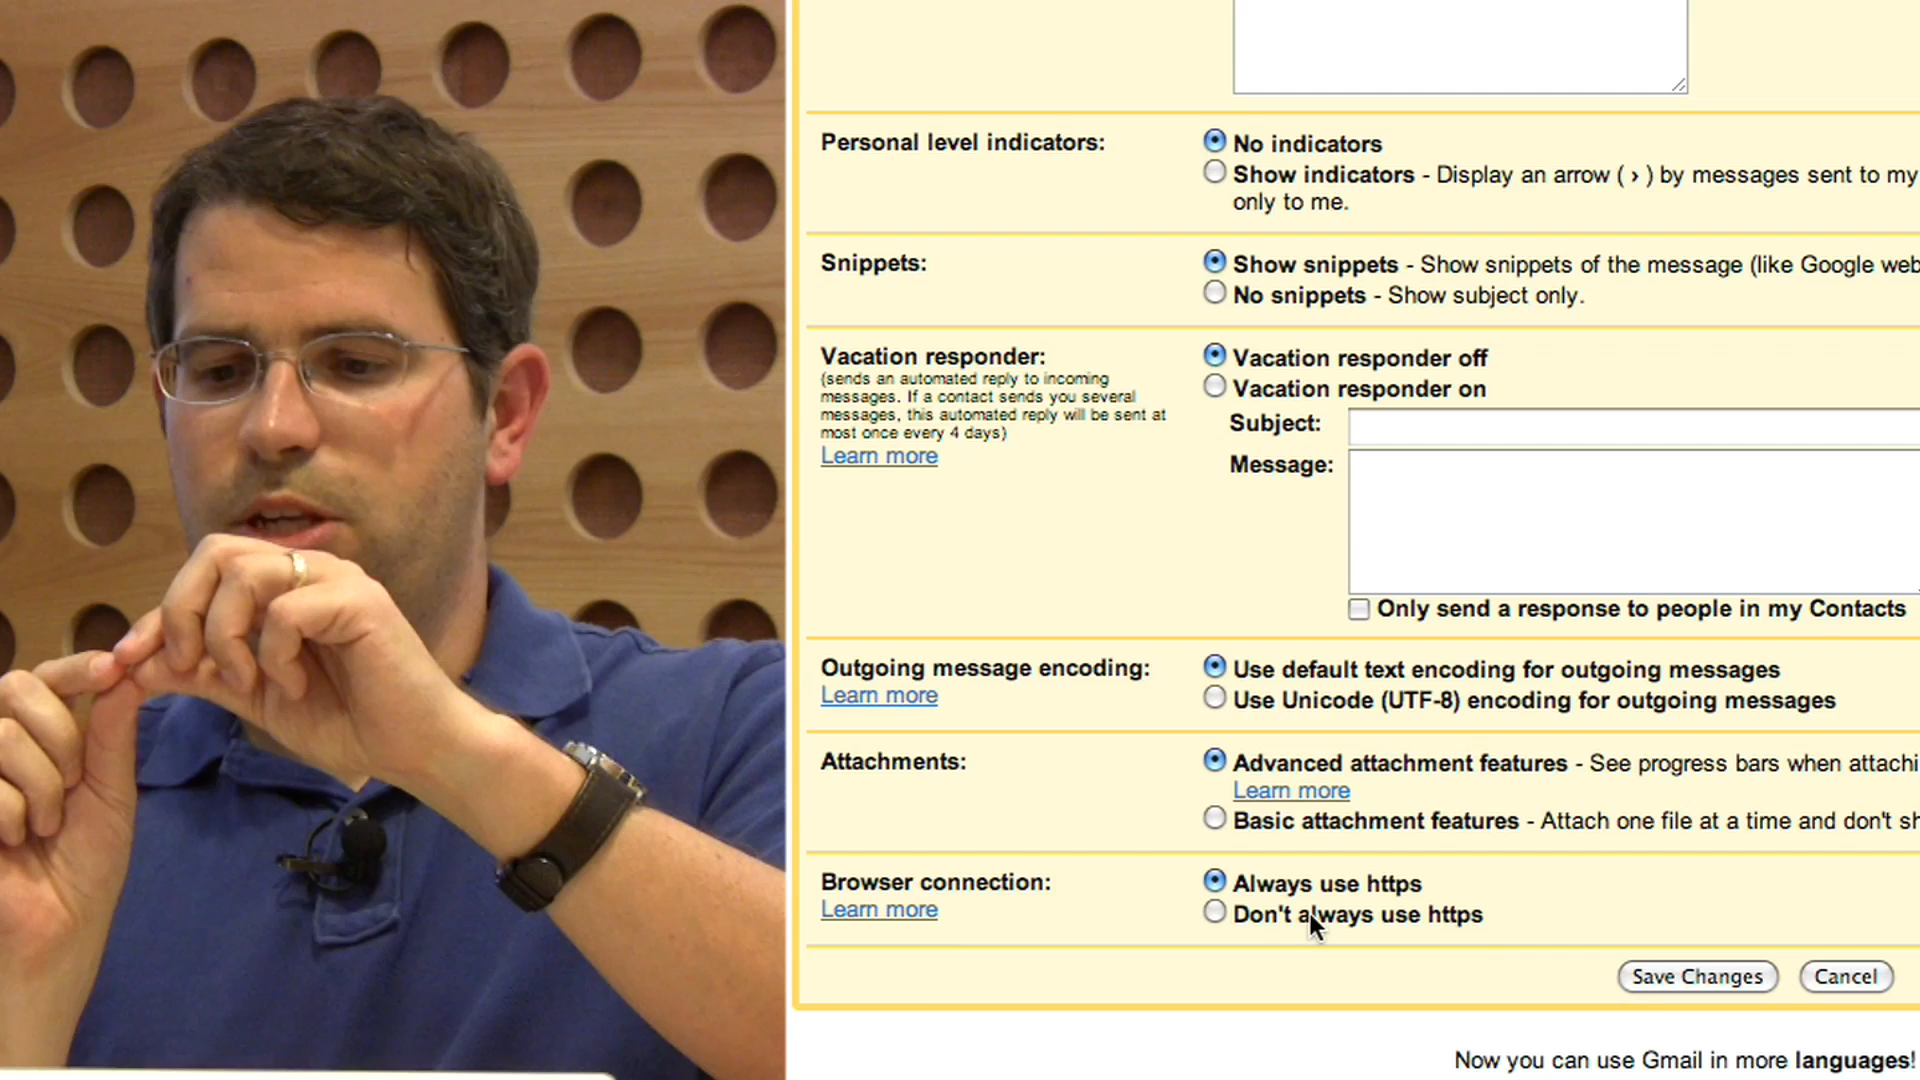 Personal level indicators:
No indicators
Show indicators - Display an arrow ( › ) by messages sent to my
only to me.
Snippets:
Show snippets - Show snippets of the message (like Google web
No snippets - Show subject only.
Vacation responder:
(sends an automated reply to incoming
messages. If a contact sends you several
messages, this automated reply will be sent at
most once every 4 days)
Learn more
Vacation responder off
Vacation responder on
Subject:
Message:
Only send a response to people in my Contacts
Outgoing message encoding:
Learn more
Use default text encoding for outgoing messages
Use Unicode (UTF-8) encoding for outgoing messages
Attachments:
Advanced attachment features - See progress bars when attachi
Learn more
Basic attachment features - Attach one file at a time and don't sh
Browser connection:
Learn more
Always use https
Don't always use https
Save Changes
Cancel
Now you can use Gmail in more languages!